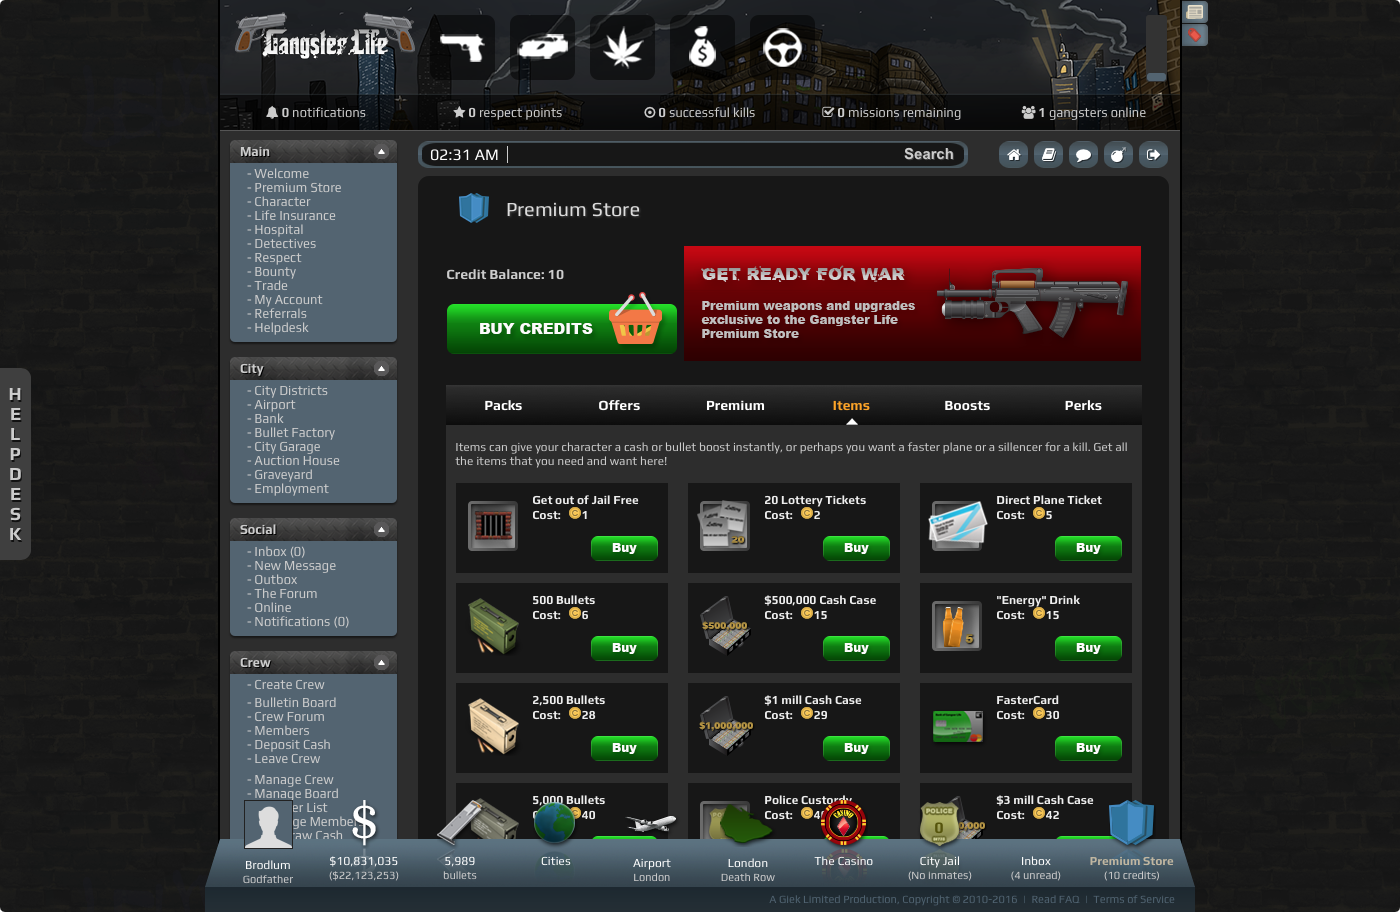 Gangster Life
0 notifications
0 respect points
0 successful kills
0 missions remaining
1 gangsters online
Main
- Welcome
- Premium Store
- Character
- Life Insurance
- Hospital
- Detectives
- Respect
- Bounty
- Trade
- My Account
- Referrals
- Helpdesk
City
- City Districts
- Airport
- Bank
- Bullet Factory
- City Garage
- Auction House
- Graveyard
- Employment
Social
- Inbox (0)
- New Message
- Outbox
- The Forum
- Online
- Notifications (0)
Crew
- Create Crew
- Bulletin Board
- Crew Forum
- Members
- Deposit Cash
- Leave Crew
- Manage Crew
- Manage Board
HELPDESK
02:31 AM
Search
Premium Store
Credit Balance: 10
BUY CREDITS
GET READY FOR WAR
Premium weapons and upgrades
exclusive to the Gangster Life
Premium Store
Packs
Offers
Premium
Items
Boosts
Perks
Items can give your character a cash or bullet boost instantly, or perhaps you want a faster plane or a sillencer for a kill. Get all
the items that you need and want here!
Get out of Jail Free
Cost: 1
Buy
20 Lottery Tickets
Cost: 2
20
Buy
Direct Plane Ticket
Cost: 5
Buy
500 Bullets
Cost: 6
Buy
$500,000 Cash Case
Cost: 15
$500,000
Buy
"Energy" Drink
Cost: 15
5
Buy
2,500 Bullets
Cost: 28
Buy
$1 mill Cash Case
Cost: 29
$1,000,000
Buy
FasterCard
Cost: 30
Buy
5,000 Bullets
40
Police Custody
Cost:
$3 mill Cash Case
Cost: 42
Brodlum
Godfather
$
$10,831,035
($22,123,253)
5,989
bullets
Cities
Airport
London
London
Death Row
CASINO
The Casino
POLICE
0
City Jail
(No inmates)
Inbox
(4 unread)
Premium Store
(10 credits)
A Giek Limited Production, Copyright © 2010-2016 | Read FAQ | Terms of Service